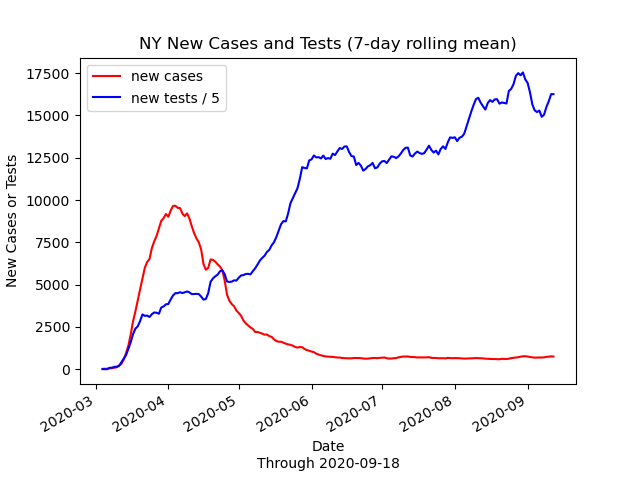 NY New Cases and Tests (7-day rolling mean)
new cases
new tests / 5
New Cases or Tests
17500
15000
12500
10000
7500
5000
2500
0
2020-03
2020-04
2020-05
2020-06
2020-07
2020-08
2020-09
Date
Through 2020-09-18